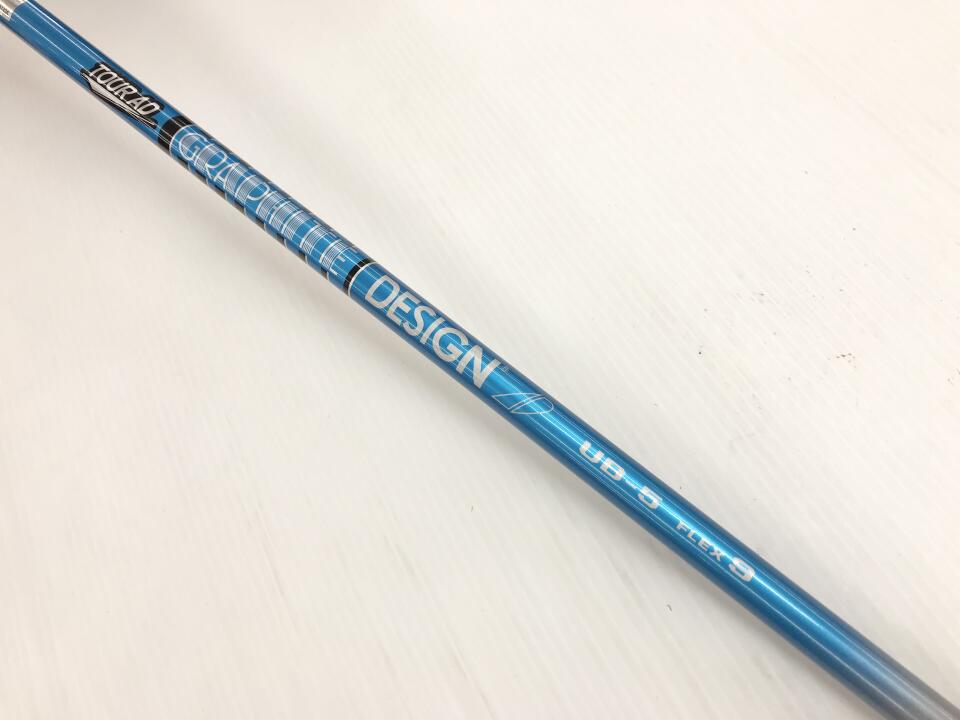 TOUR AD
GRAPHITE DESIGN
UB-5 FLEX S